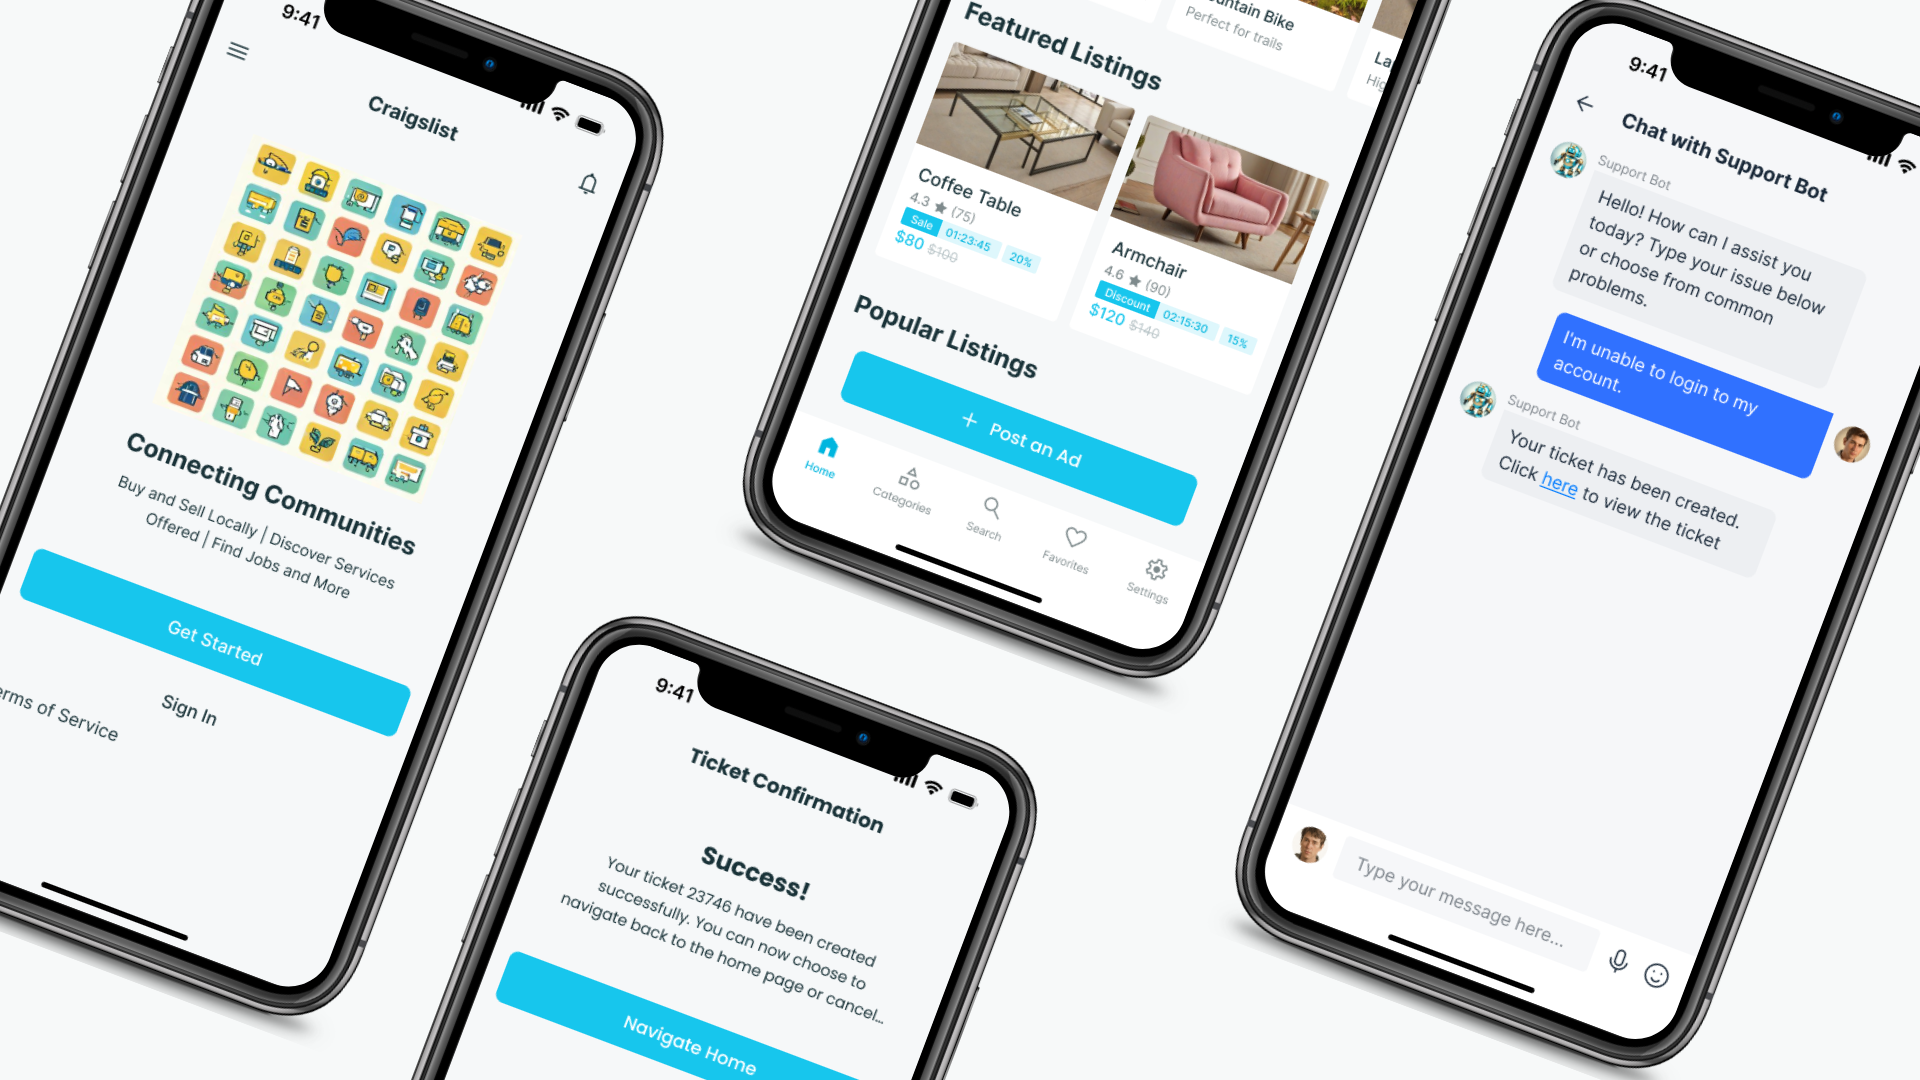 9:41
Craigslist
Connecting Communities
Buy and Sell Locally | Discover Services
Offered | Find Jobs and More
Get Started
Sign In
of Service
Bike
Perfect for trails
Featured Listings
Coffee Table
4.3 ★ (75)
Sale 01:23:45 20%
$80 $100
Armchair
4.6 ★ (90)
Discount 02:15:30 15%
$120 $140
Popular Listings
+ Post an Ad
Home
Categories
Search
Favorites
Settings
9:41
Ticket Confirmation
Success!
Your ticket 23746 have been created
successfully. You can now choose to
navigate back to the home page or cancel...
Navigate Home
9:41
Chat with Support Bot
Support Bot
Hello! How can I assist you
today? Type your issue below
or choose from common
problems.
I'm unable to login to my
account.
Support Bot
Your ticket has been created.
Click here to view the ticket
Type your message here...